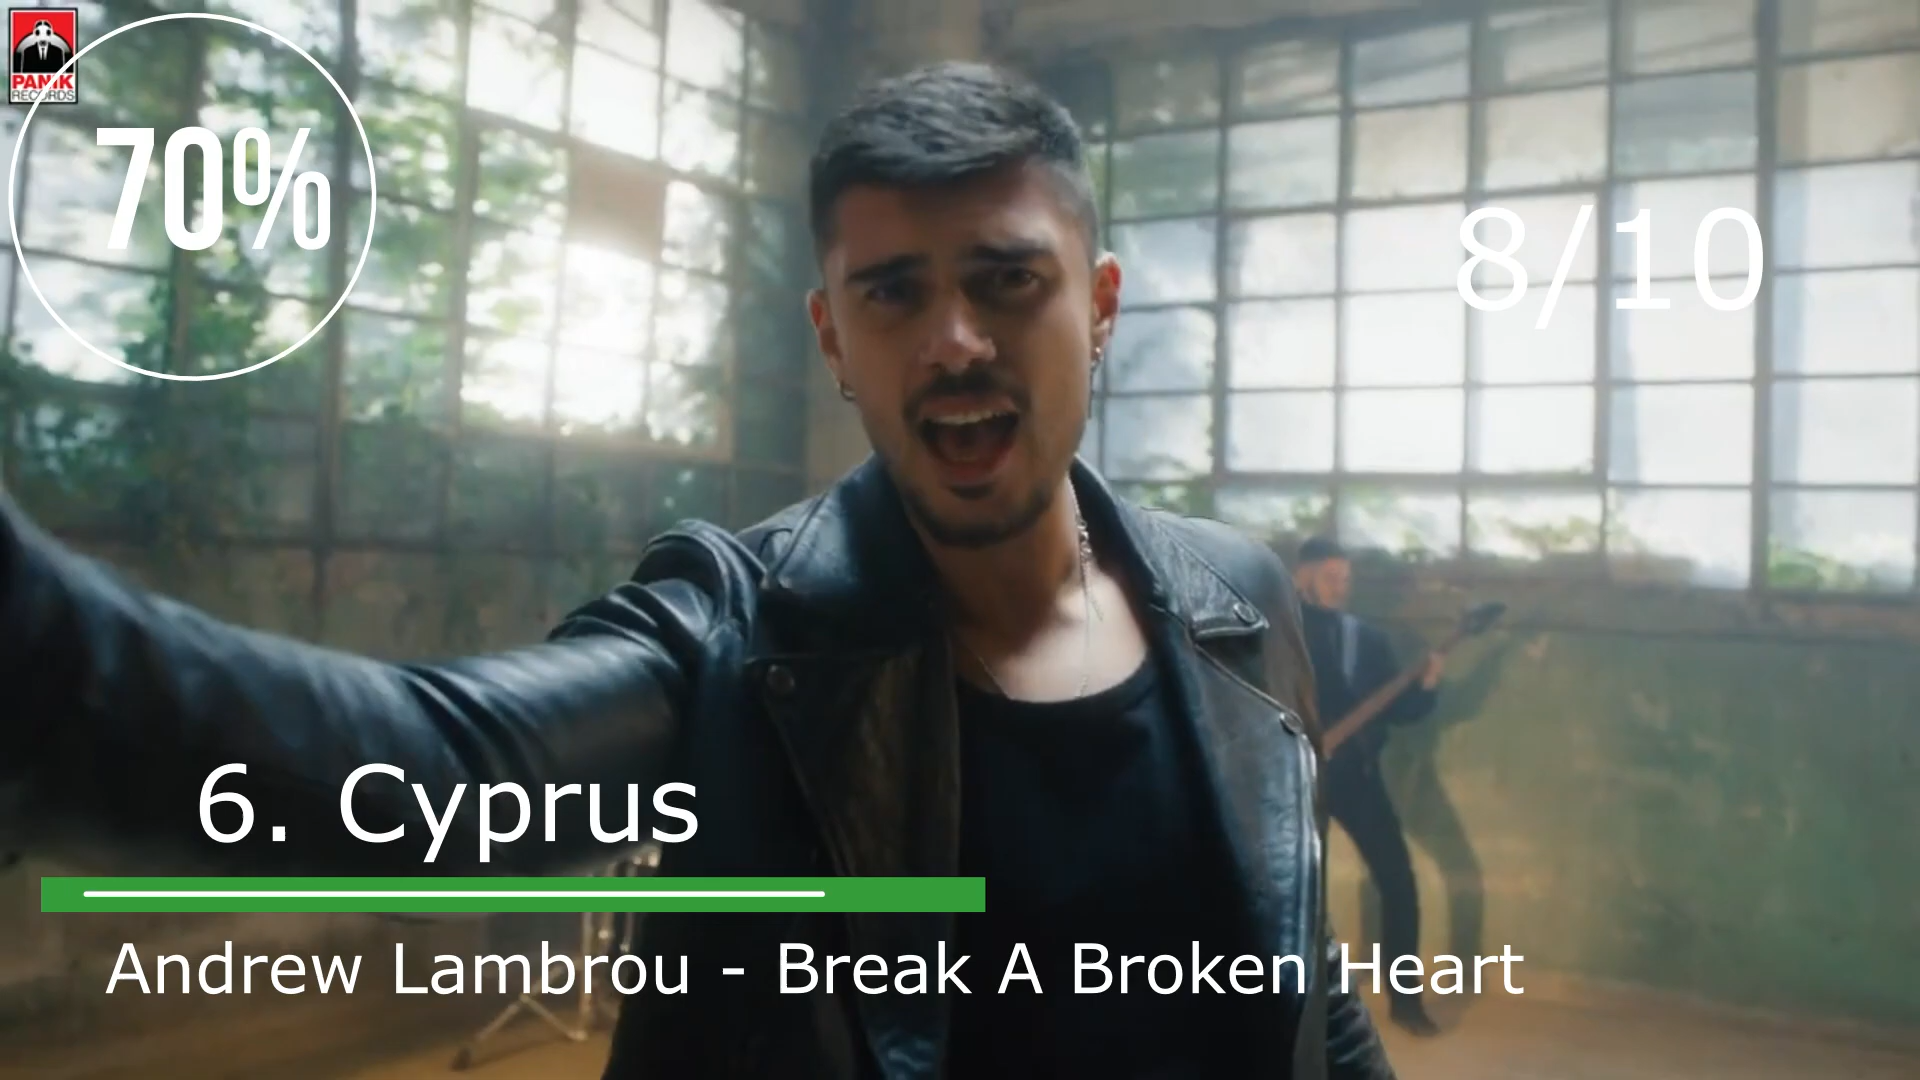 PANIK
RECORDS
70%
8/10
6. Cyprus
Andrew Lambrou - Break A Broken Heart